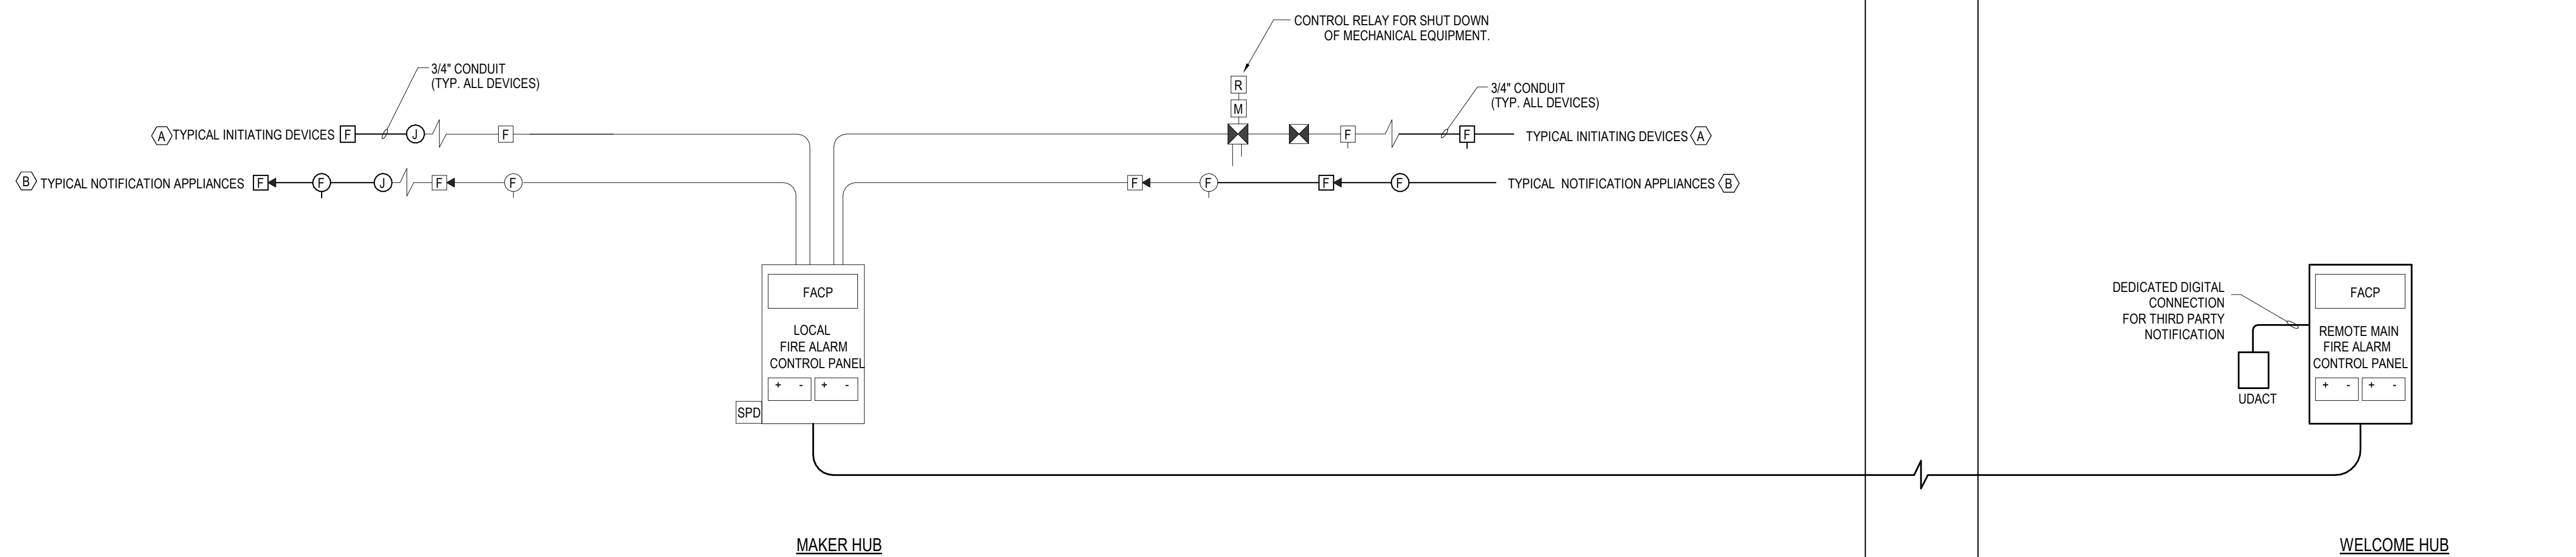 CONTROL RELAY FOR SHUT DOWN
OF MECHANICAL EQUIPMENT.
3/4" CONDUIT
(TYP. ALL DEVICES)
R
3/4" CONDUIT
(TYP. ALL DEVICES)
M
A TYPICAL INITIATING DEVICES F J F
F F TYPICAL INITIATING DEVICES A
B TYPICAL NOTIFICATION APPLIANCES F F J F F
F F F F TYPICAL NOTIFICATION APPLIANCES B
FACP
LOCAL
FIRE ALARM
CONTROL PANEL
+ - + -
SPD
DEDICATED DIGITAL
CONNECTION
FOR THIRD PARTY
NOTIFICATION
UDACT
FACP
REMOTE MAIN
FIRE ALARM
CONTROL PANEL
+ - + -
MAKER HUB
WELCOME HUB